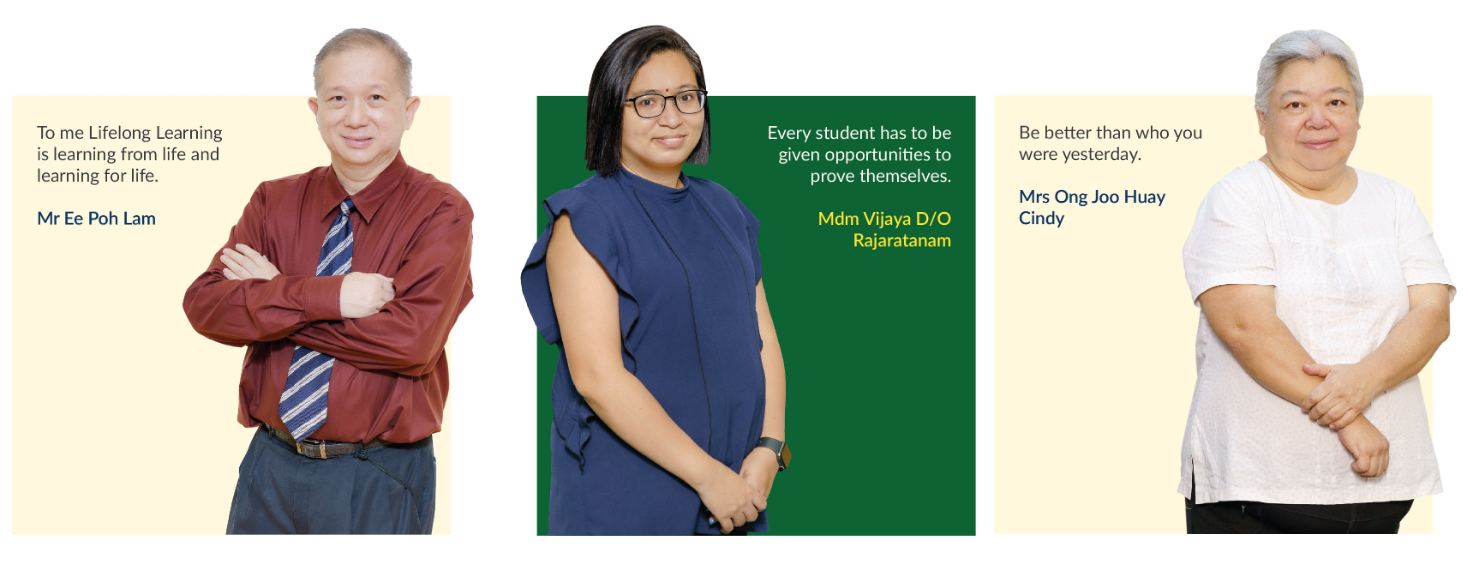 To me Lifelong Learning
is learning from life and
learning for life.
Mr Ee Poh Lam
Every student has to be
given opportunities to
prove themselves.
Mdm Vijaya D/O
Rajaratanam
Be better than who you
were yesterday.
Mrs Ong Joo Huay
Cindy